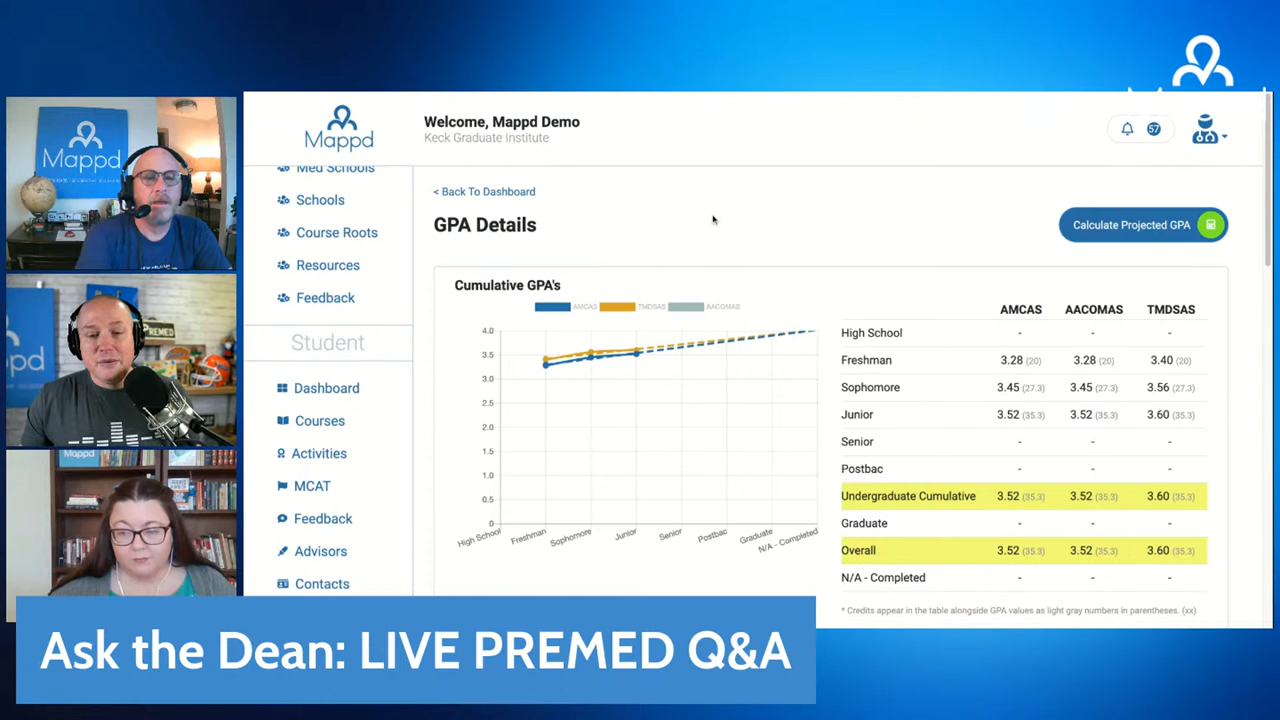 Mappd
Mappd
Welcome, Mappd Demo
Keck Graduate Institute
57
Med Schools
Schools
Course Roots
Resources
Feedback
Student
Dashboard
Courses
Activities
MCAT
Feedback
Advisors
Contacts
< Back To Dashboard
GPA Details
Calculate Projected GPA
Cumulative GPA's
AMCAS TMDSAS AACOMAS
4.0
3.5
3.0
2.5
2.0
1.5
1.0
0.5
0
High School Freshman Sophomore Junior Senior Postbac Graduate N/A - Completed
AMCAS AACOMAS TMDSAS
High School - - -
Freshman 3.28 (20) 3.28 (20) 3.40 (20)
Sophomore 3.45 (27.3) 3.45 (27.3) 3.56 (27.3)
Junior 3.52 (35.3) 3.52 (35.3) 3.60 (35.3)
Senior - - -
Postbac - - -
Undergraduate Cumulative 3.52 (35.3) 3.52 (35.3) 3.60 (35.3)
Graduate - - -
Overall 3.52 (35.3) 3.52 (35.3) 3.60 (35.3)
N/A - Completed - - -
* Credits appear in the table alongside GPA values as light gray numbers in parentheses. (xx)
PREMED
Mappd
Ask the Dean: LIVE PREMED Q&A